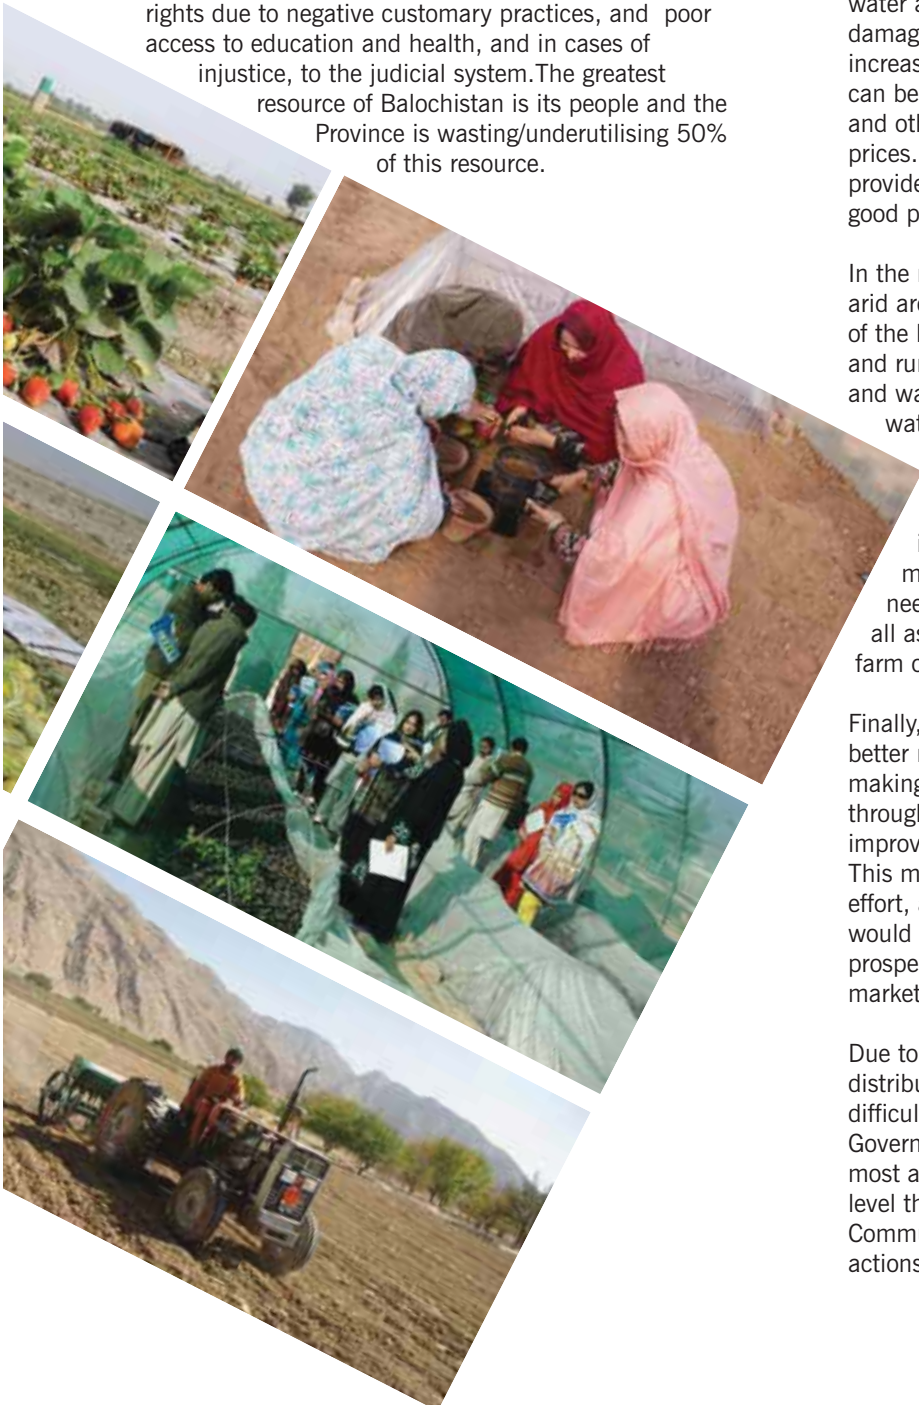 rights due to negative customary practices, and poor
access to education and health, and in cases of
injustice, to the judicial system.The greatest
resource of Balochistan is its people and the
Province is wasting/underutilising 50%
of this resource.
water a
damag
increas
can be
and oth
prices.
provide
good p
In the
arid are
of the
and ru
and wa
wat
i
m
nee
all as
farm o
Finally,
better
making
through
improv
This m
effort,
would
prospe
market
Due to
distribu
difficul
Govern
most a
level th
Comm
actions